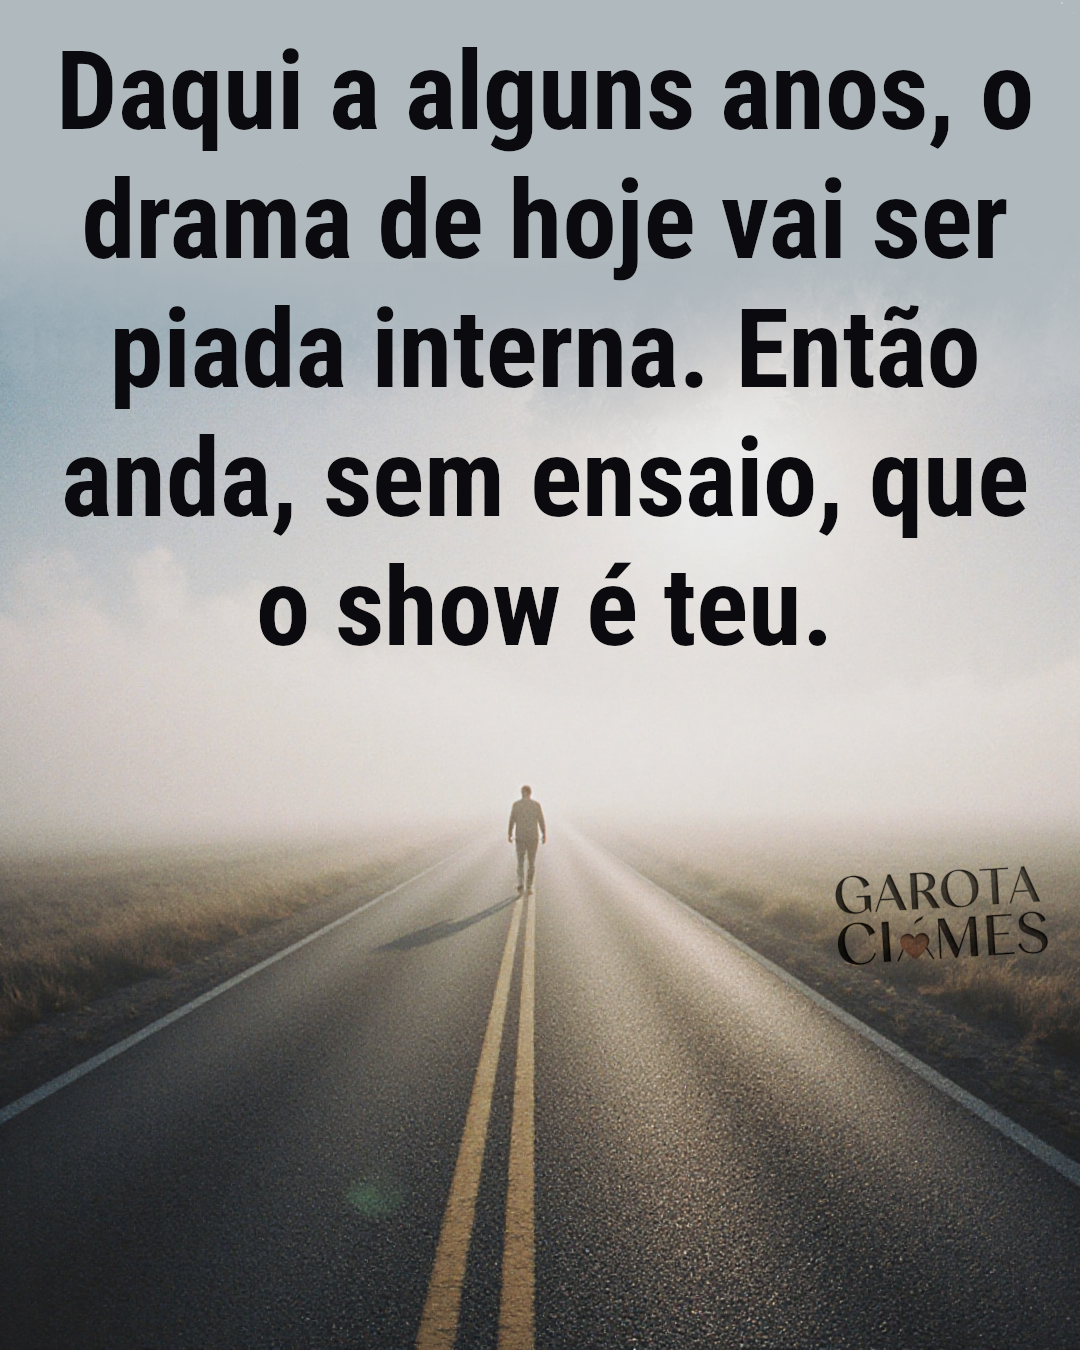 Daqui a alguns anos, o
drama de hoje vai ser
piada interna. Então
anda, sem ensaio, que
o show é teu.
GAROTA
CIÚMES